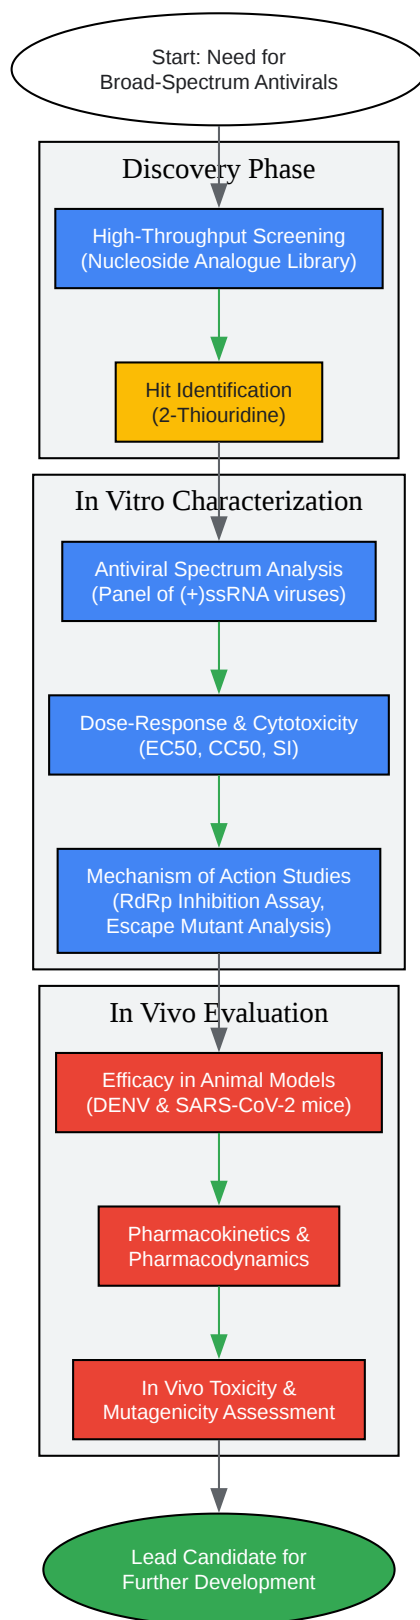 Start: Need for
Broad-Spectrum Antivirals
Discovery Phase
High-Throughput Screening
(Nucleoside Analogue Library)
Hit Identification
(2-Thiouridine)
In Vitro Characterization
Antiviral Spectrum Analysis
(Panel of (+)ssRNA viruses)
Dose-Response & Cytotoxicity
(EC50, CC50, SI)
Mechanism of Action Studies
(RdRp Inhibition Assay,
Escape Mutant Analysis)
In Vivo Evaluation
Efficacy in Animal Models
(DENV & SARS-CoV-2 mice)
Pharmacokinetics &
Pharmacodynamics
In Vivo Toxicity &
Mutagenicity Assessment
Lead Candidate for
Further Development